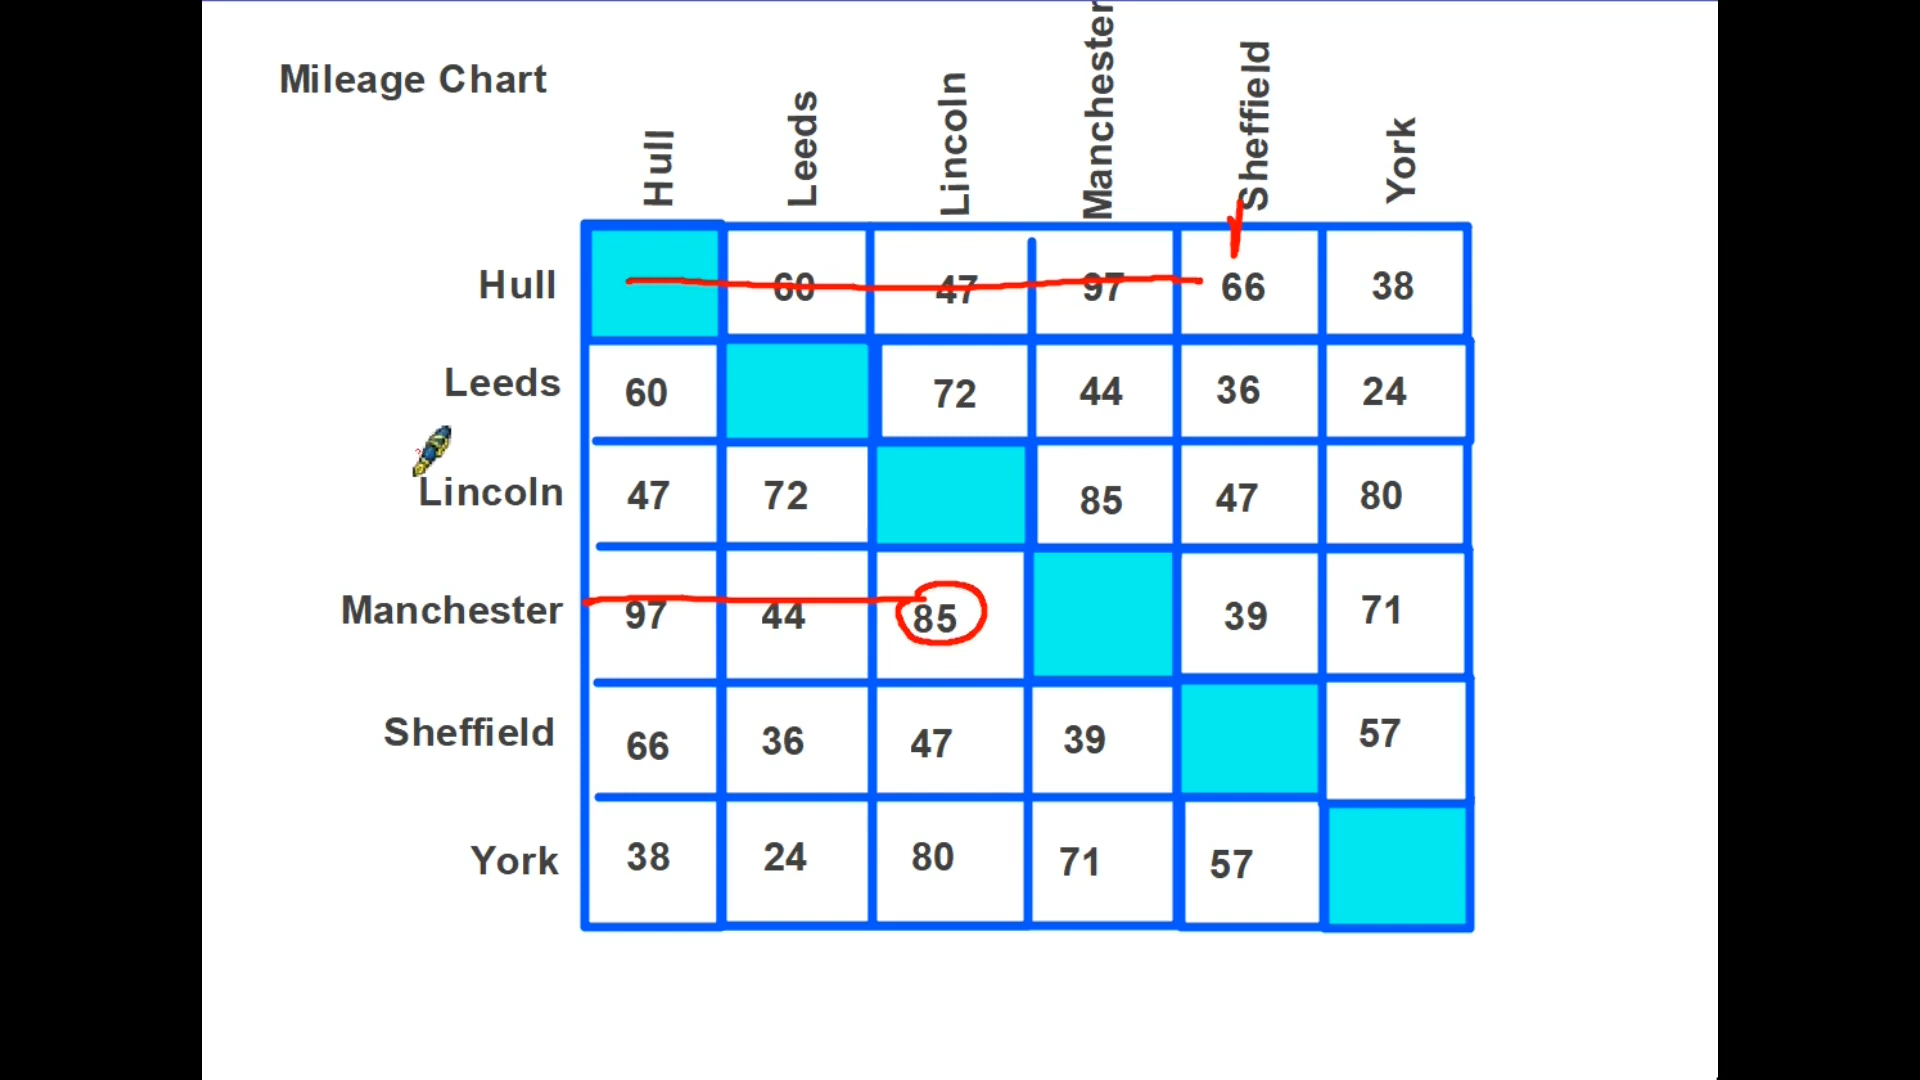 Mileage Chart
Hull Leeds Lincoln Manchester Sheffield York
Hull 60 47 97 66 38
Leeds 60 72 44 36 24
Lincoln 47 72 85 47 80
Manchester 97 44 85 39 71
Sheffield 66 36 47 39 57
York 38 24 80 71 57